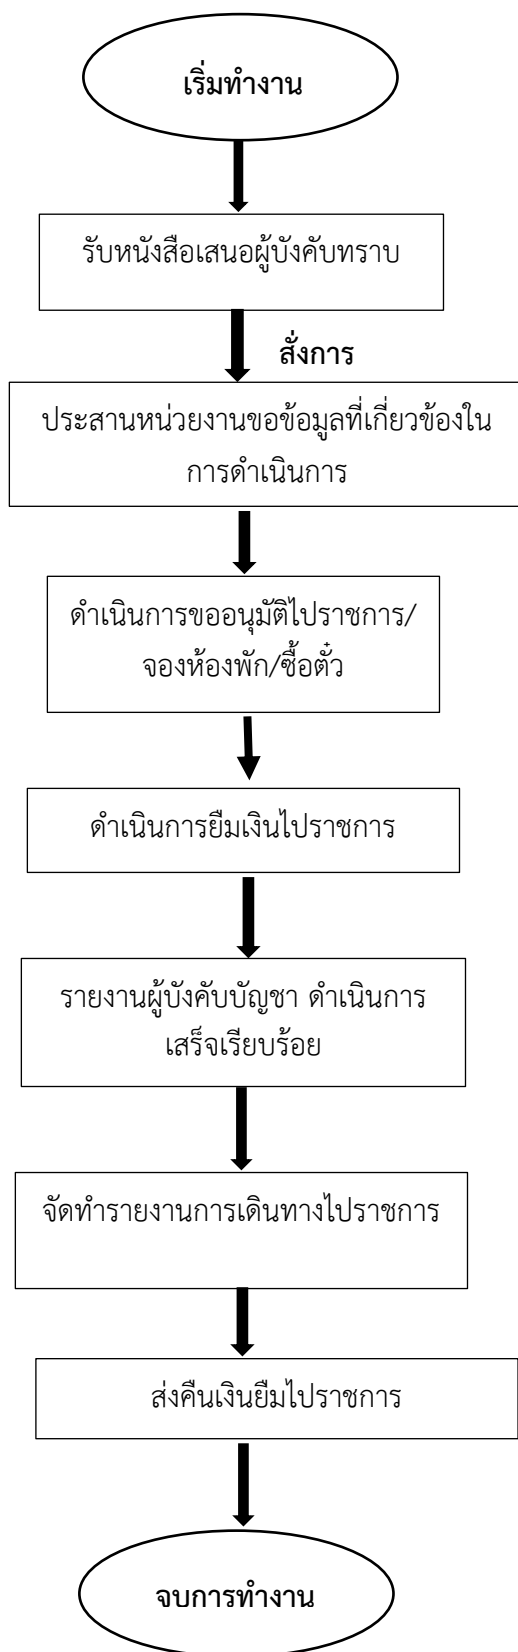 เริ่มทำงาน
รับหนังสือเสนอผู้บังคับทราบ
สั่งการ
ประสานหน่วยงานขอข้อมูลที่เกี่ยวข้องใน
การดำเนินการ
ดำเนินการขออนุมัติไปราชการ/
จองห้องพัก/ซื้อตั๋ว
ดำเนินการยืมเงินไปราชการ
รายงานผู้บังคับบัญชา ดำเนินการ
เสร็จเรียบร้อย
จัดทำรายงานการเดินทางไปราชการ
ส่งคืนเงินยืมไปราชการ
จบการทำงาน